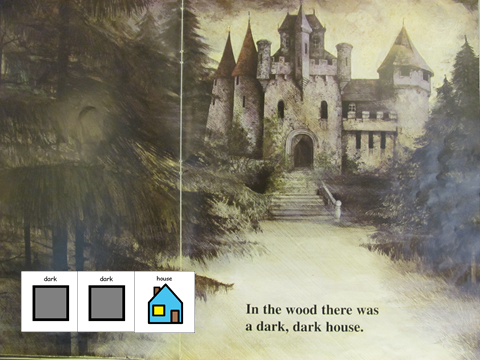 dark dark house
In the wood there was
a dark, dark house.